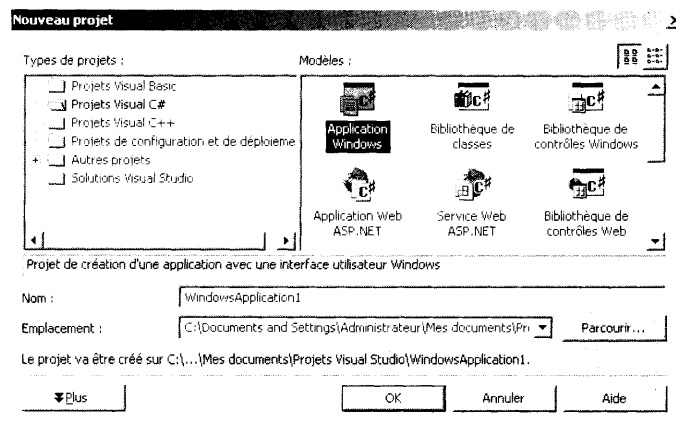 Nouveau projet
Types de projets :
Modèles :
Projets Visual Basic
Projets Visual C#
Projets Visual C++
Projets de configuration et de déploieme
Autres projets
Solutions Visual Studio
Application Windows
Bibliothèque de classes
Bibliothèque de contrôles Windows
Application Web ASP.NET
Service Web ASP.NET
Bibliothèque de contrôles Web
Projet de création d'une application avec une interface utilisateur Windows
Nom :
WindowsApplication1
Emplacement :
C:\Documents and Settings\Administrateur\Mes documents\Pri
Parcourir...
Le projet va être créé sur C:\...\Mes documents\Projets Visual Studio\WindowsApplication1.
Plus
OK
Annuler
Aide